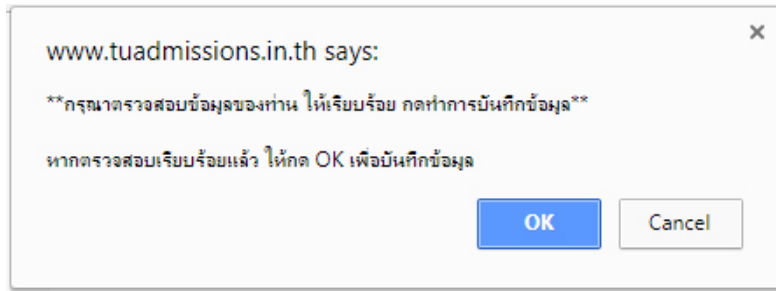 www.tuadmissions.in.th says:
**กรุณาตรวจสอบข้อมูลของท่าน ให้เรียบร้อย กดทำการบันทึกข้อมูล**
หากตรวจสอบเรียบร้อยแล้ว ให้กด OK เพื่อบันทึกข้อมูล
OK Cancel